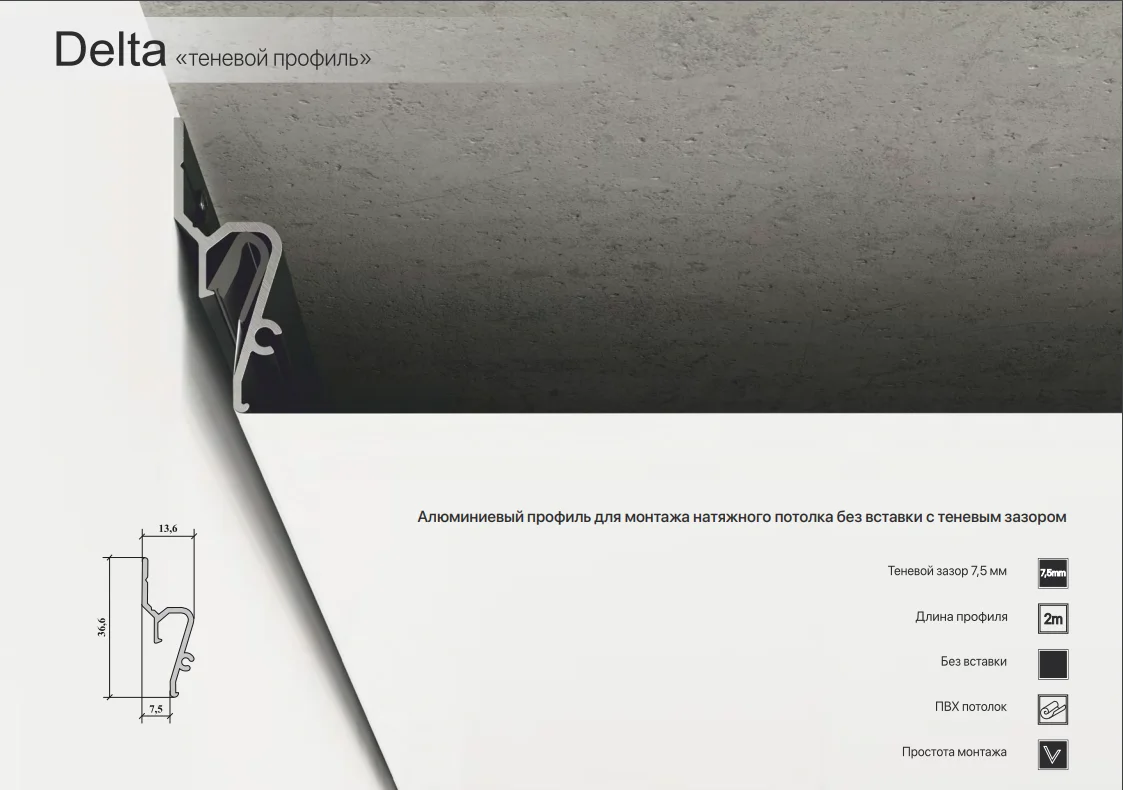 Delta «теневой профиль»
Алюминиевый профиль для монтажа натяжного потолка без вставки с теневым зазором
13,6
36,6
7,5
Теневой зазор 7,5 мм
7,5mm
Длина профиля
2m
Без вставки
ПВХ потолок
Простота монтажа